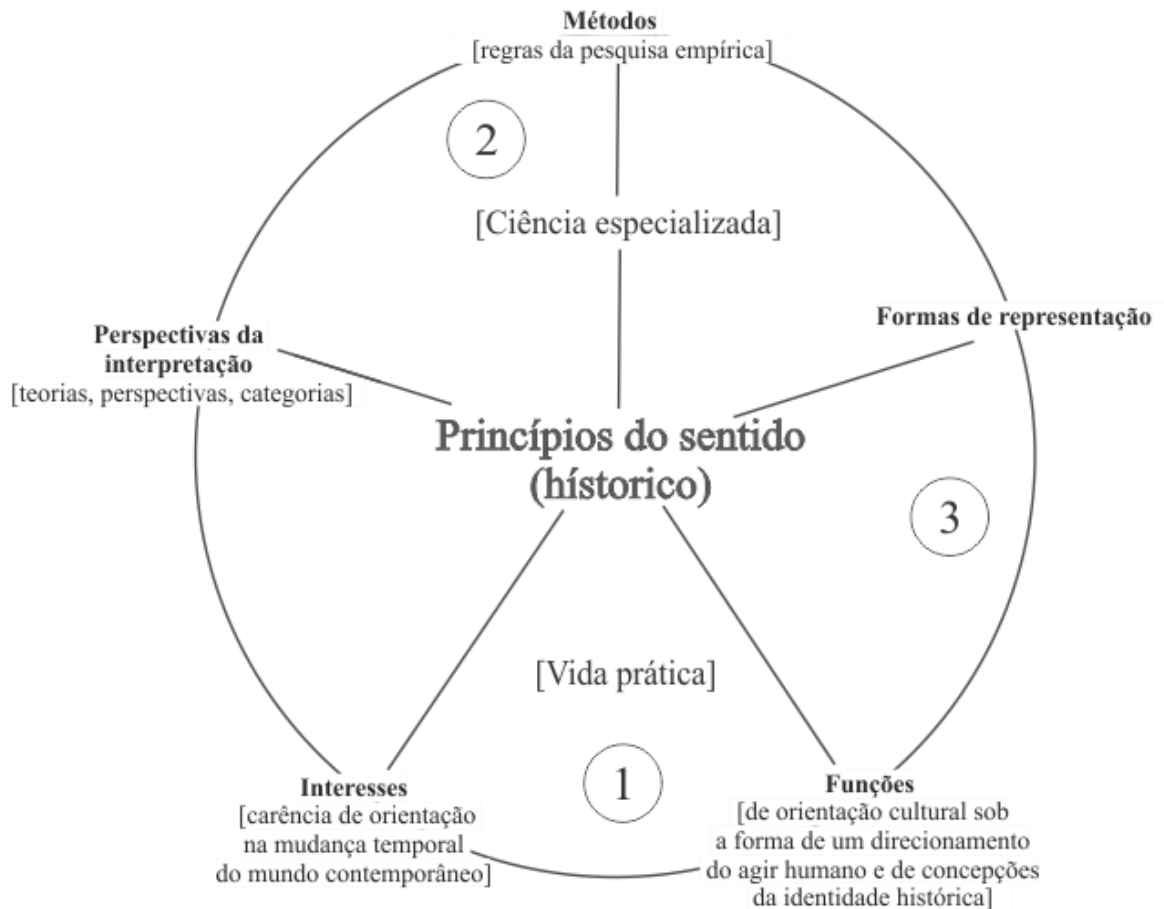 Métodos
[regras da pesquisa empírica]
2
[Ciência especializada]
Formas de representação
Perspectivas da
interpretação
[teorias, perspectivas, categorias]
Princípios do sentido
(hístorico)
3
[Vida prática]
1
Interesses
[carência de orientação
na mudança temporal
do mundo contemporâneo]
Funções
[de orientação cultural sob
a forma de um direcionamento
do agir humano e de concepções
da identidade histórica]